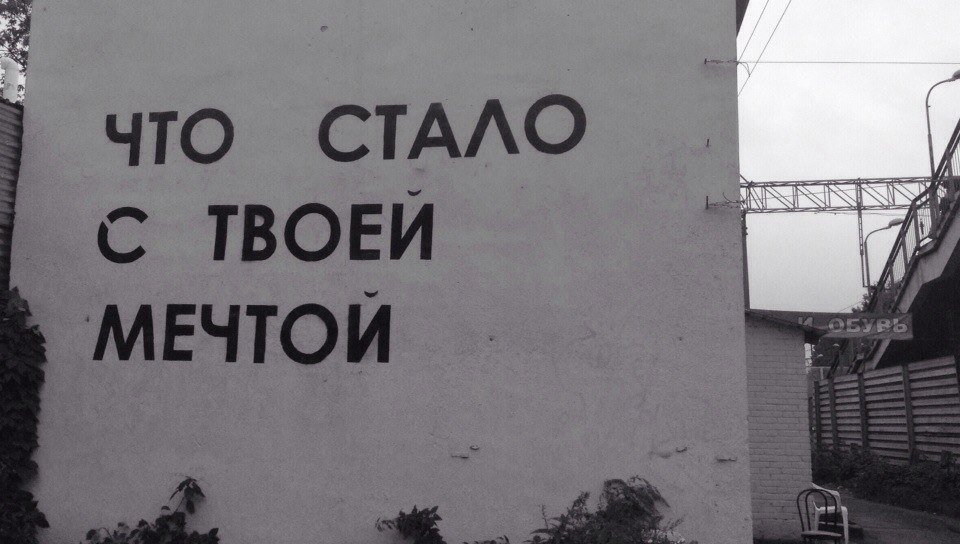 ЧТО СТАЛО
С ТВОЕЙ
МЕЧТОЙ
И ОБУВЬ